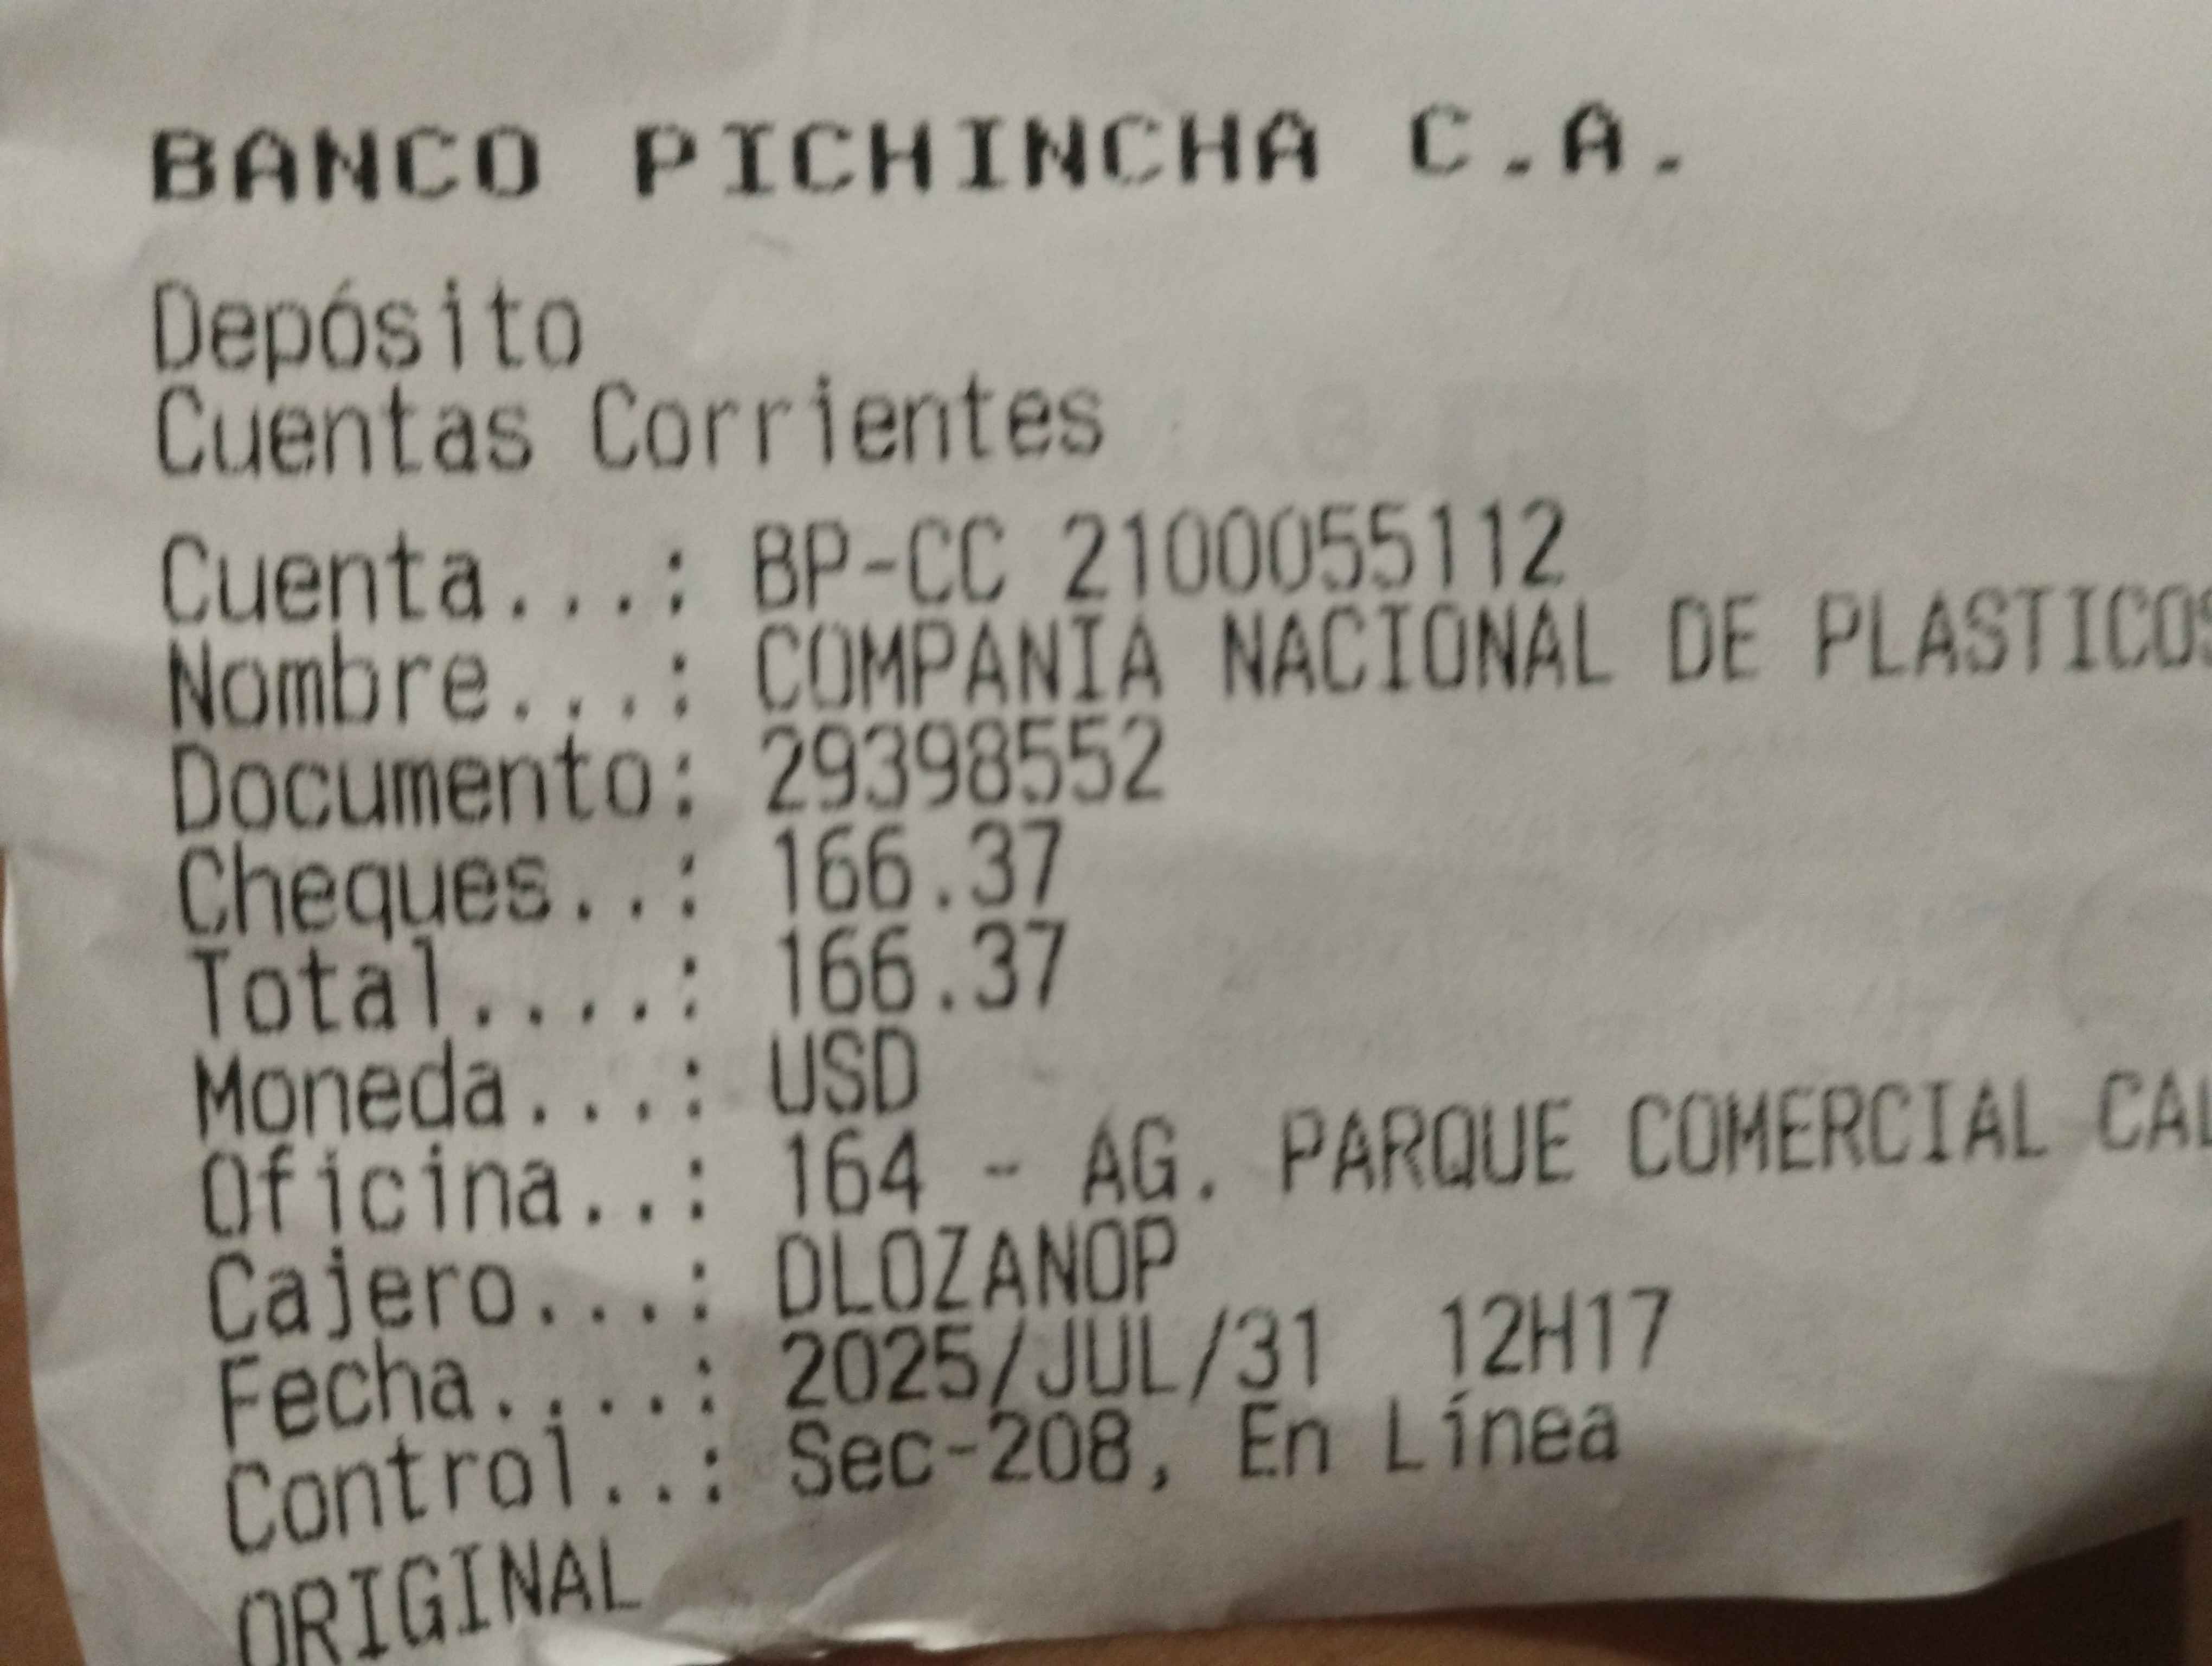 BANCO PICHINCHA C.A.
Depósito
Cuentas Corrientes
Cuenta...: BP-CC 2100055112
Nombre...: COMPANIA NACIONAL DE PLASTICOS
Documento: 29398552
Cheques..: 166.37
Total....: 166.37
Moneda...: USD
Oficina..: 164 - AG. PARQUE COMERCIAL CAL
Cajero...: DLOZANOP
Fecha....: 2025/JUL/31 12H17
Control..: Sec-208, En Línea
ORIGINAL